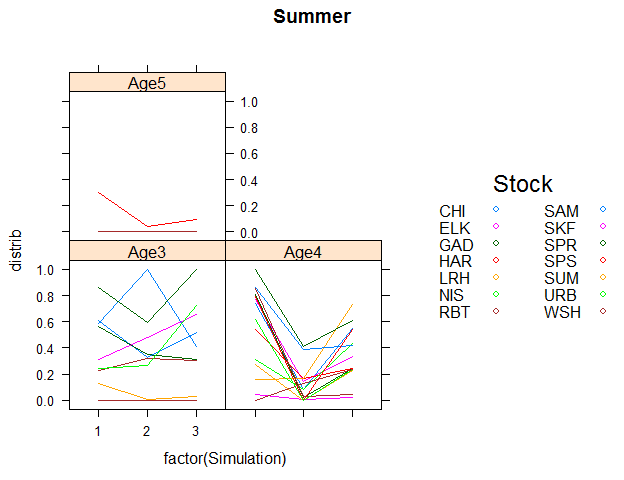 Summer
Age5
1.0
0.8
0.6
0.4
0.2
0.0
distrib
Age3
Age4
1.0
0.8
0.6
0.4
0.2
0.0
1 2 3
factor(Simulation)
Stock
CHI SAM
ELK SKF
GAD SPR
HAR SPS
LRH SUM
NIS URB
RBT WSH